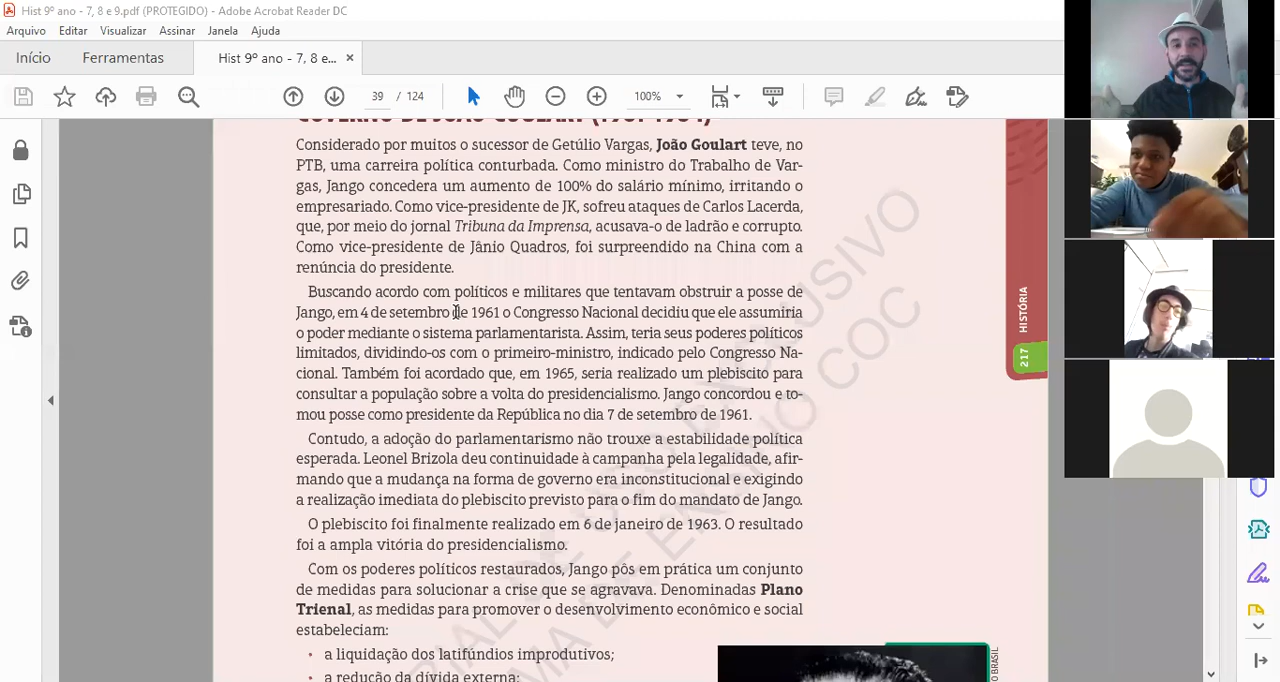 Hist 9º ano - 7, 8 e 9.pdf (PROTEGIDO) - Adobe Acrobat Reader DC
Arquivo Editar Visualizar Assinar Janela Ajuda
Início Ferramentas Hist 9º ano - 7, 8 e... ×
39 / 124 100%
GOVERNO DE JOÃO GOULART (1961-1964)
Considerado por muitos o sucessor de Getúlio Vargas, João Goulart teve, no
PTB, uma carreira política conturbada. Como ministro do Trabalho de Var-
gas, Jango concedera um aumento de 100% do salário mínimo, irritando o
empresariado. Como vice-presidente de JK, sofreu ataques de Carlos Lacerda,
que, por meio do jornal Tribuna da Imprensa, acusava-o de ladrão e corrupto.
Como vice-presidente de Jânio Quadros, foi surpreendido na China com a
renúncia do presidente.
Buscando acordo com políticos e militares que tentavam obstruir a posse de
Jango, em 4 de setembro de 1961 o Congresso Nacional decidiu que ele assumiria
o poder mediante o sistema parlamentarista. Assim, teria seus poderes políticos
limitados, dividindo-os com o primeiro-ministro, indicado pelo Congresso Na-
cional. Também foi acordado que, em 1965, seria realizado um plebiscito para
consultar a população sobre a volta do presidencialismo. Jango concordou e to-
mou posse como presidente da República no dia 7 de setembro de 1961.
Contudo, a adoção do parlamentarismo não trouxe a estabilidade política
esperada. Leonel Brizola deu continuidade à campanha pela legalidade, afir-
mando que a mudança na forma de governo era inconstitucional e exigindo
a realização imediata do plebiscito previsto para o fim do mandato de Jango.
O plebiscito foi finalmente realizado em 6 de janeiro de 1963. O resultado
foi a ampla vitória do presidencialismo.
Com os poderes políticos restaurados, Jango pôs em prática um conjunto
de medidas para solucionar a crise que se agravava. Denominadas Plano
Trienal, as medidas para promover o desenvolvimento econômico e social
estabeleciam:
• a liquidação dos latifúndios improdutivos;
• a redução da dívida externa;
HISTÓRIA
217
O BRASIL